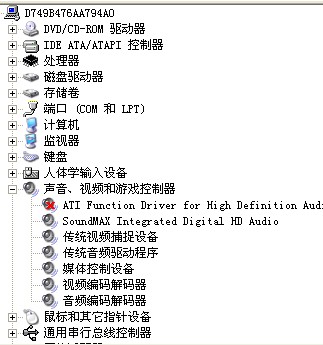 D749B476AA794A0
DVD/CD-ROM 驱动器
IDE ATA/ATAPI 控制器
处理器
磁盘驱动器
存储卷
端口 (COM 和 LPT)
计算机
监视器
键盘
人体学输入设备
声音、视频和游戏控制器
ATI Function Driver for High Definition Aud
SoundMAX Integrated Digital HD Audio
传统视频捕捉设备
传统音频驱动程序
媒体控制设备
视频编码解码器
音频编码解码器
鼠标和其它指针设备
通用串行总线控制器